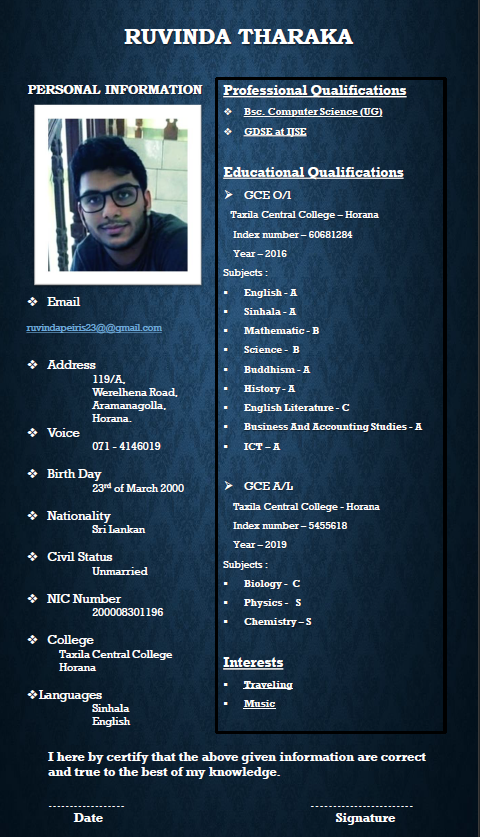 RUVINDA THARAKA
PERSONAL INFORMATION
❖ Email
ruvindapeiris23@@gmail.com
❖ Address
119/A,
Werelhena Road,
Aramanagolla,
Horana.
❖ Voice
071 - 4146019
❖ Birth Day
23rd of March 2000
❖ Nationality
Sri Lankan
❖ Civil Status
Unmarried
❖ NIC Number
200008301196
❖ College
Taxila Central College
Horana
❖Languages
Sinhala
English
Professional Qualifications
❖ Bsc. Computer Science (UG)
❖ GDSE at IJSE
Educational Qualifications
➢ GCE O/l
Taxila Central College – Horana
Index number – 60681284
Year – 2016
Subjects :
▪ English - A
▪ Sinhala - A
▪ Mathematic - B
▪ Science - B
▪ Buddhism - A
▪ History - A
▪ English Literature - C
▪ Business And Accounting Studies - A
▪ ICT – A
➢ GCE A/L
Taxila Central College - Horana
Index number – 5455618
Year – 2019
Subjects :
▪ Biology - C
▪ Physics - S
▪ Chemistry – S
Interests
▪ Traveling
▪ Music
I here by certify that the above given information are correct
and true to the best of my knowledge.
----------------- -----------------------
Date Signature